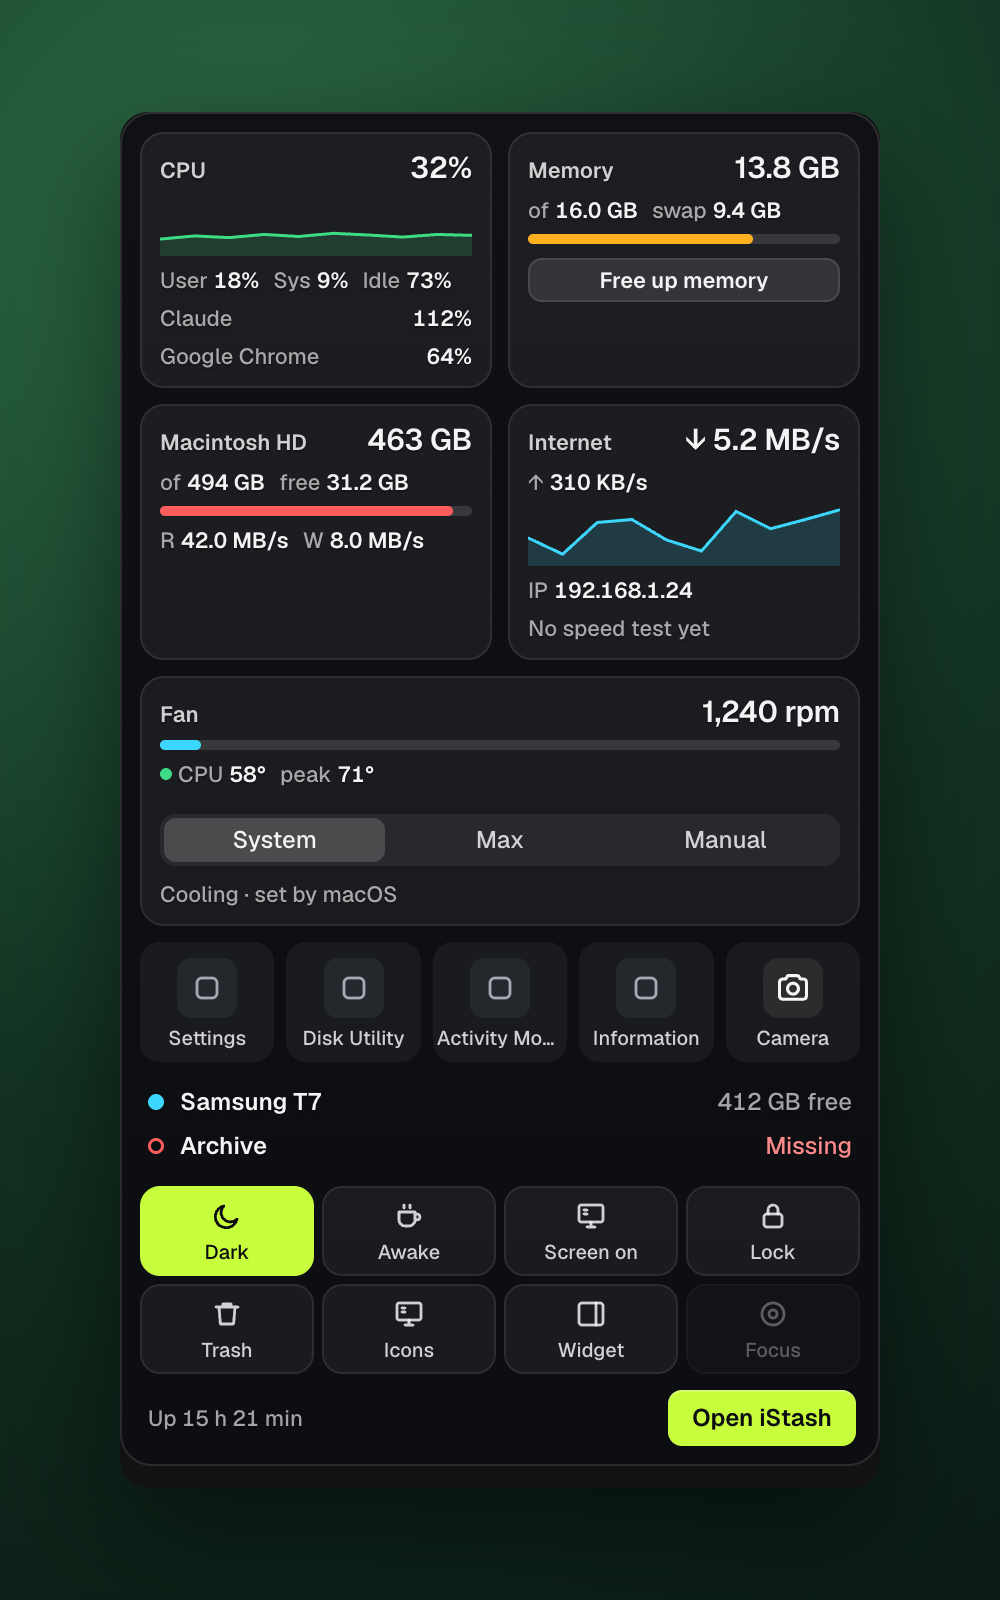 CPU 32%
User 18% Sys 9% Idle 73%
Claude 112%
Google Chrome 64%
Memory 13.8 GB
of 16.0 GB swap 9.4 GB
Free up memory
Macintosh HD 463 GB
of 494 GB free 31.2 GB
R 42.0 MB/s W 8.0 MB/s
Internet ↓ 5.2 MB/s
↑ 310 KB/s
IP 192.168.1.24
No speed test yet
Fan 1,240 rpm
CPU 58° peak 71°
System Max Manual
Cooling · set by macOS
Settings Disk Utility Activity Mo... Information Camera
Samsung T7 412 GB free
Archive Missing
Dark Awake Screen on Lock
Trash Icons Widget Focus
Up 15 h 21 min Open iStash